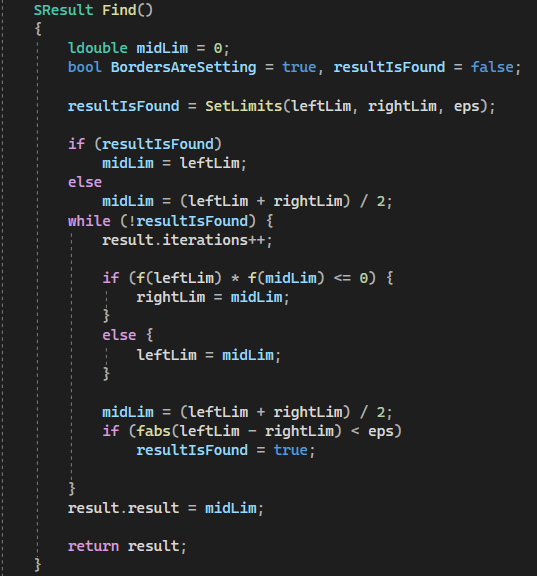 SResult Find()
{
ldouble midLim = 0;
bool BordersAreSetting = true, resultIsFound = false;
resultIsFound = SetLimits(leftLim, rightLim, eps);
if (resultIsFound)
midLim = leftLim;
else
midLim = (leftLim + rightLim) / 2;
while (!resultIsFound) {
result.iterations++;
if (f(leftLim) * f(midLim) <= 0) {
rightLim = midLim;
}
else {
leftLim = midLim;
}
midLim = (leftLim + rightLim) / 2;
if (fabs(leftLim - rightLim) < eps)
resultIsFound = true;
}
result.result = midLim;
return result;
}